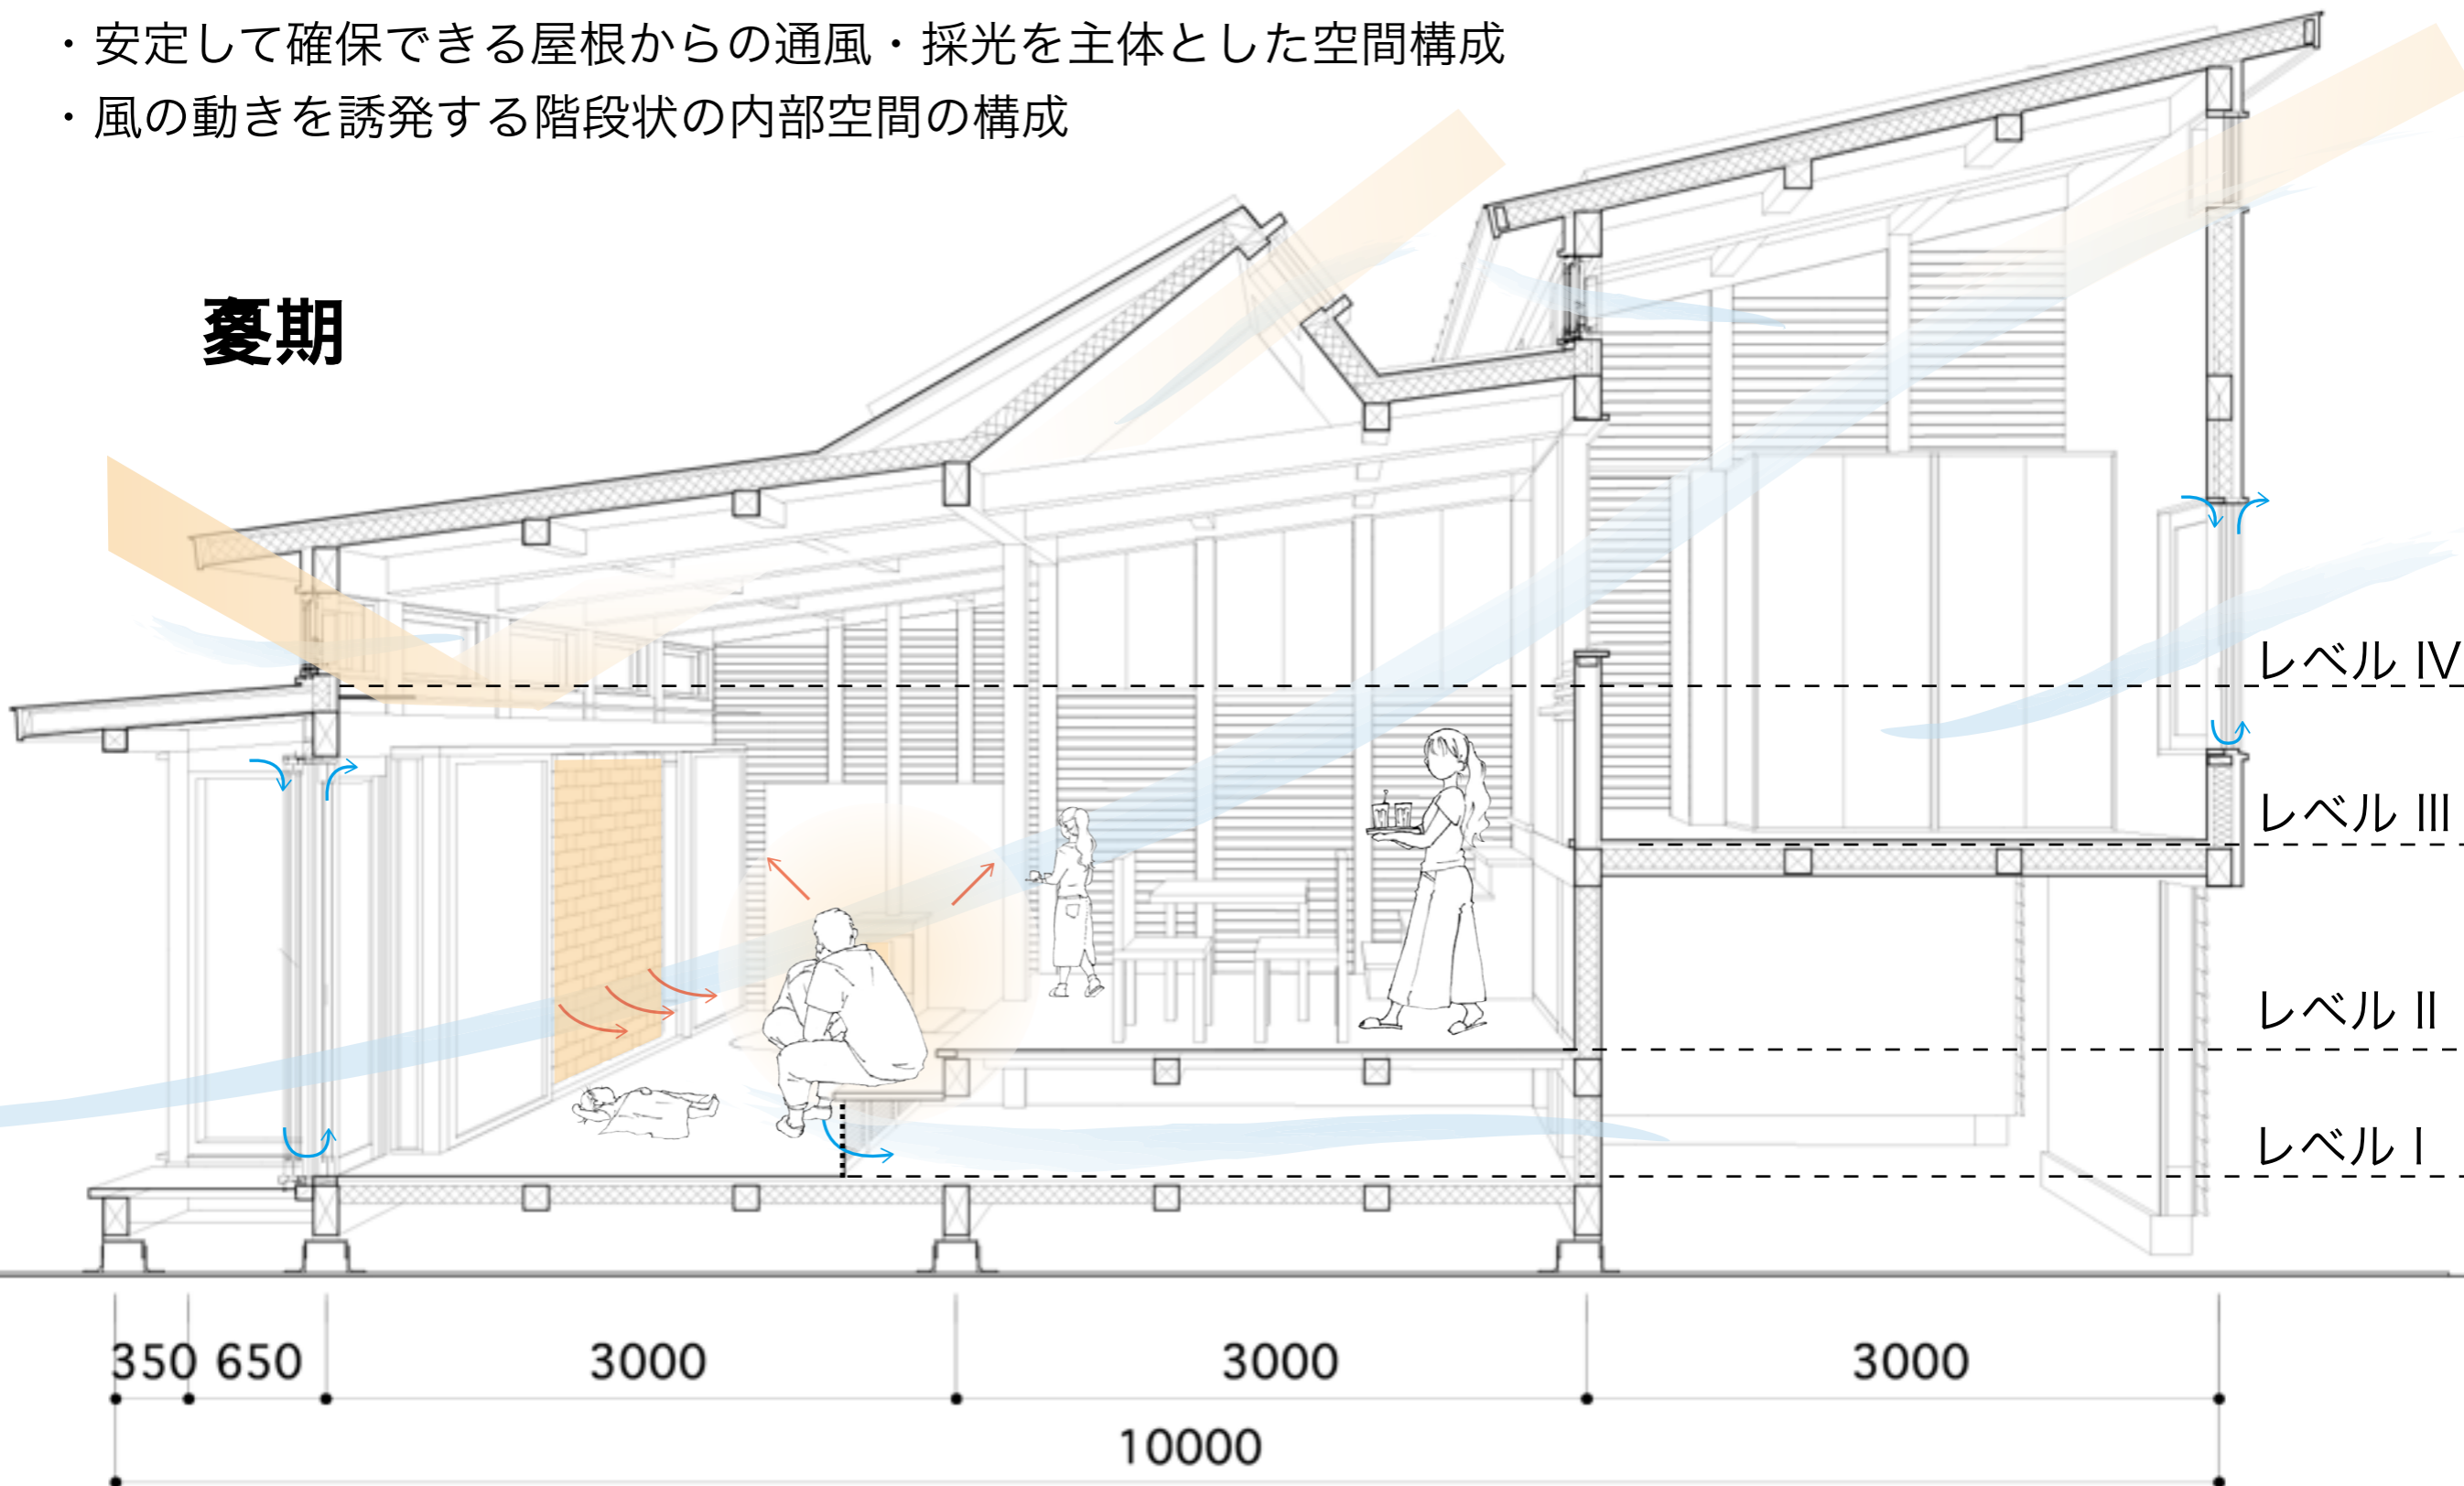 ・安定して確保できる屋根からの通風・採光を主体とした空間構成
・風の動きを誘発する階段状の内部空間の構成
期
レベル IV
レベル III
レベル II
レベル I
350 650 3000 3000 3000
10000